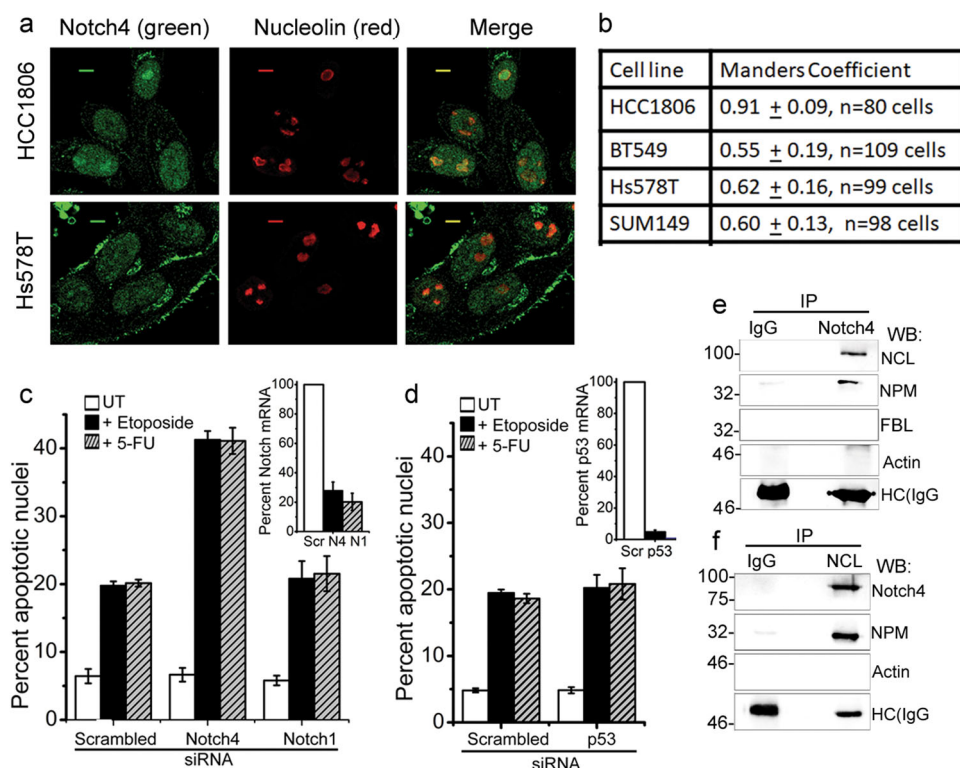 a
Notch4 (green)
Nucleolin (red)
Merge
HCC1806
Hs578T
b
Cell line Manders Coefficient
HCC1806 0.91 ± 0.09, n=80 cells
BT549 0.55 ± 0.19, n=109 cells
Hs578T 0.62 ± 0.16, n=99 cells
SUM149 0.60 ± 0.13, n=98 cells
c
UT
+ Etoposide
+ 5-FU
Percent apoptotic nuclei
40
30
20
10
0
Scrambled Notch4 Notch1
siRNA
Percent Notch mRNA
100
80
60
40
20
0
Scr N4 N1
d
UT
+ Etoposide
+ 5-FU
Percent apoptotic nuclei
40
30
20
10
0
Scrambled p53
siRNA
Percent p53 mRNA
100
80
60
40
20
0
Scr p53
e
IP
IgG Notch4 WB:
100- NCL
32- NPM
32- FBL
46- Actin
46- HC(IgG
f
IP
IgG NCL WB:
100-
75-
Notch4
32- NPM
46- Actin
46- HC(IgG